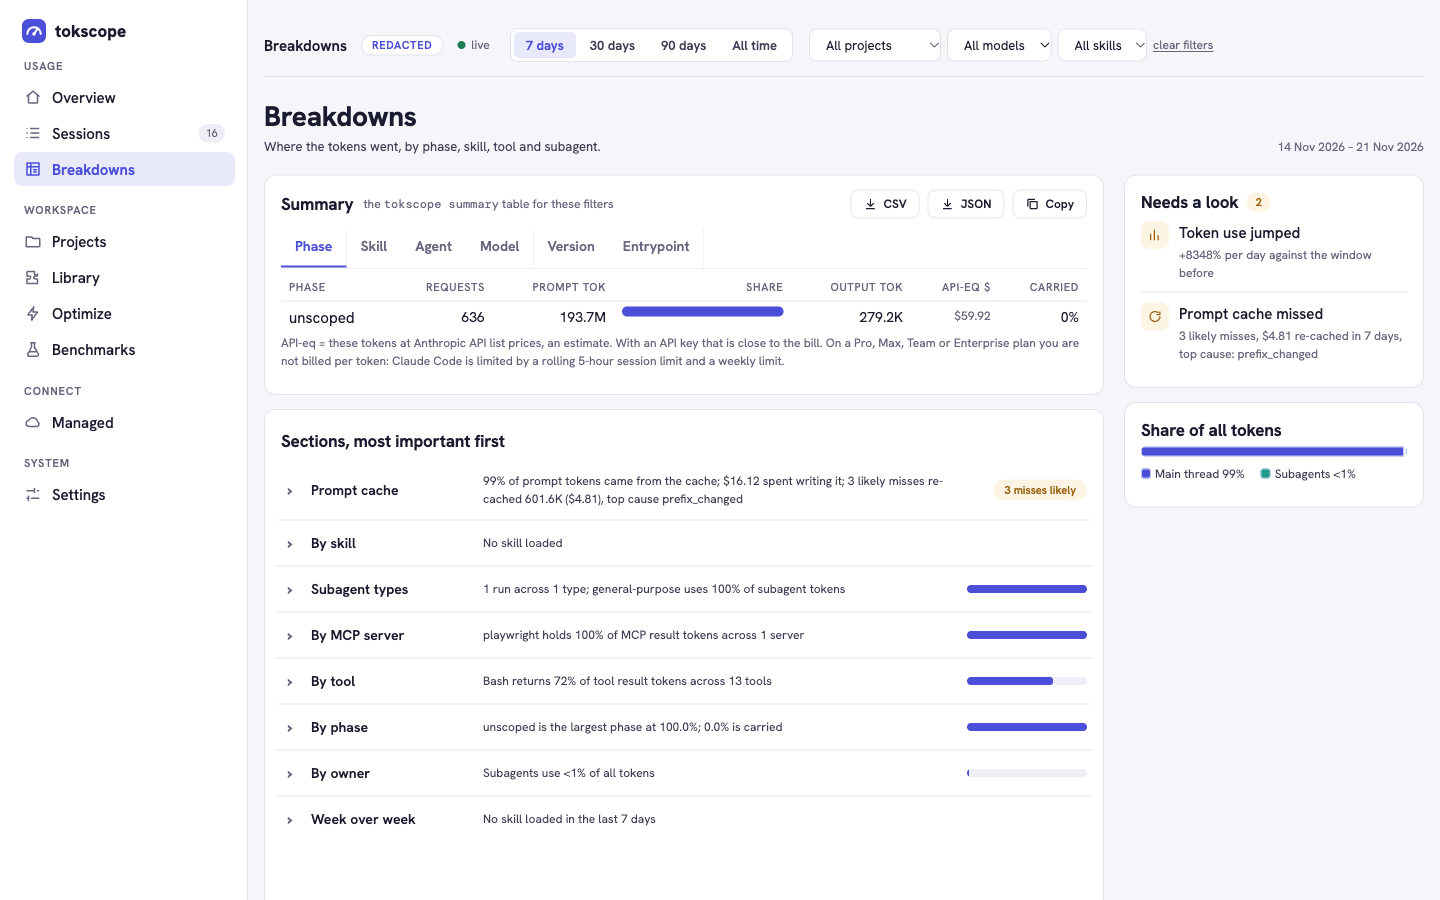 tokscope
USAGE
Overview
Sessions 16
Breakdowns
WORKSPACE
Projects
Library
Optimize
Benchmarks
CONNECT
Managed
SYSTEM
Settings
Breakdowns REDACTED live 7 days 30 days 90 days All time All projects All models All skills clear filters
Breakdowns
Where the tokens went, by phase, skill, tool and subagent.
14 Nov 2026 – 21 Nov 2026
Summary the tokscope summary table for these filters CSV JSON Copy
Phase Skill Agent Model Version Entrypoint
PHASE REQUESTS PROMPT TOK SHARE OUTPUT TOK API-EQ $ CARRIED
unscoped 636 193.7M 279.2K $59.92 0%
API-eq = these tokens at Anthropic API list prices, an estimate. With an API key that is close to the bill. On a Pro, Max, Team or Enterprise plan you are
not billed per token: Claude Code is limited by a rolling 5-hour session limit and a weekly limit.
Sections, most important first
Prompt cache
99% of prompt tokens came from the cache; $16.12 spent writing it; 3 likely misses re-
cached 601.6K ($4.81), top cause prefix_changed
3 misses likely
By skill No skill loaded
Subagent types 1 run across 1 type; general-purpose uses 100% of subagent tokens
By MCP server playwright holds 100% of MCP result tokens across 1 server
By tool Bash returns 72% of tool result tokens across 13 tools
By phase unscoped is the largest phase at 100.0%; 0.0% is carried
By owner Subagents use <1% of all tokens
Week over week No skill loaded in the last 7 days
Needs a look 2
Token use jumped
+8348% per day against the window
before
Prompt cache missed
3 likely misses, $4.81 re-cached in 7 days,
top cause: prefix_changed
Share of all tokens
Main thread 99% Subagents <1%